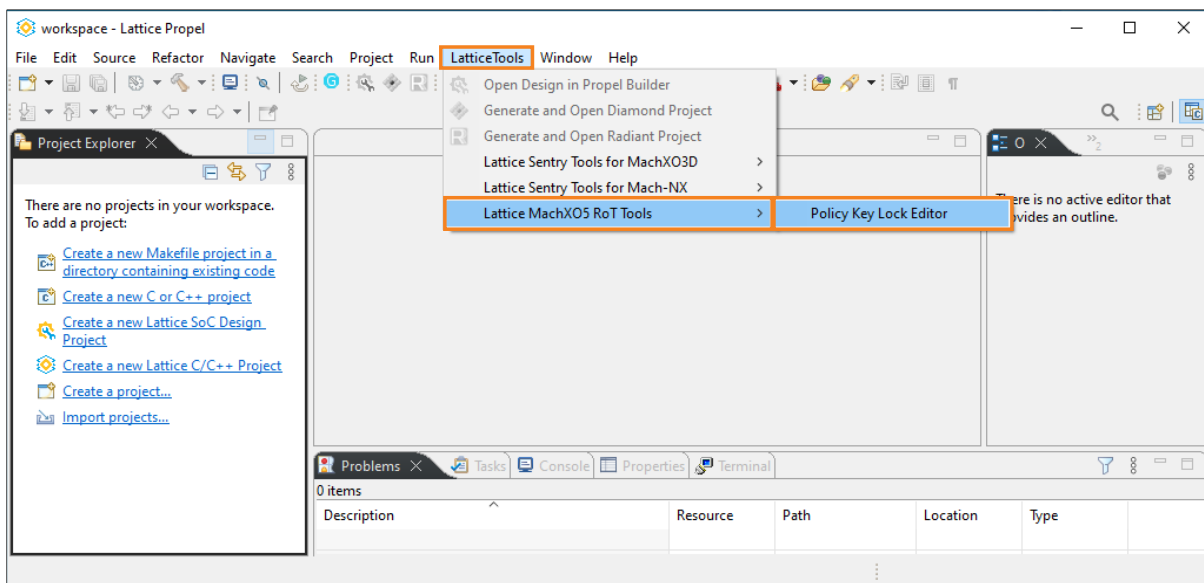 workspace - Lattice Propel
File Edit Source Refactor Navigate Search Project Run LatticeTools Window Help
Open Design in Propel Builder
Generate and Open Diamond Project
Generate and Open Radiant Project
Lattice Sentry Tools for MachXO3D
Lattice Sentry Tools for Mach-NX
Lattice MachXO5 RoT Tools
Policy Key Lock Editor
Project Explorer
There are no projects in your workspace.
To add a project:
Create a new Makefile project in a
directory containing existing code
Create a new C or C++ project
Create a new Lattice SoC Design
Project
Create a new Lattice C/C++ Project
Create a project...
Import projects...
O
2
There is no active editor that
provides an outline.
Problems Tasks Console Properties Terminal
0 items
Description Resource Path Location Type